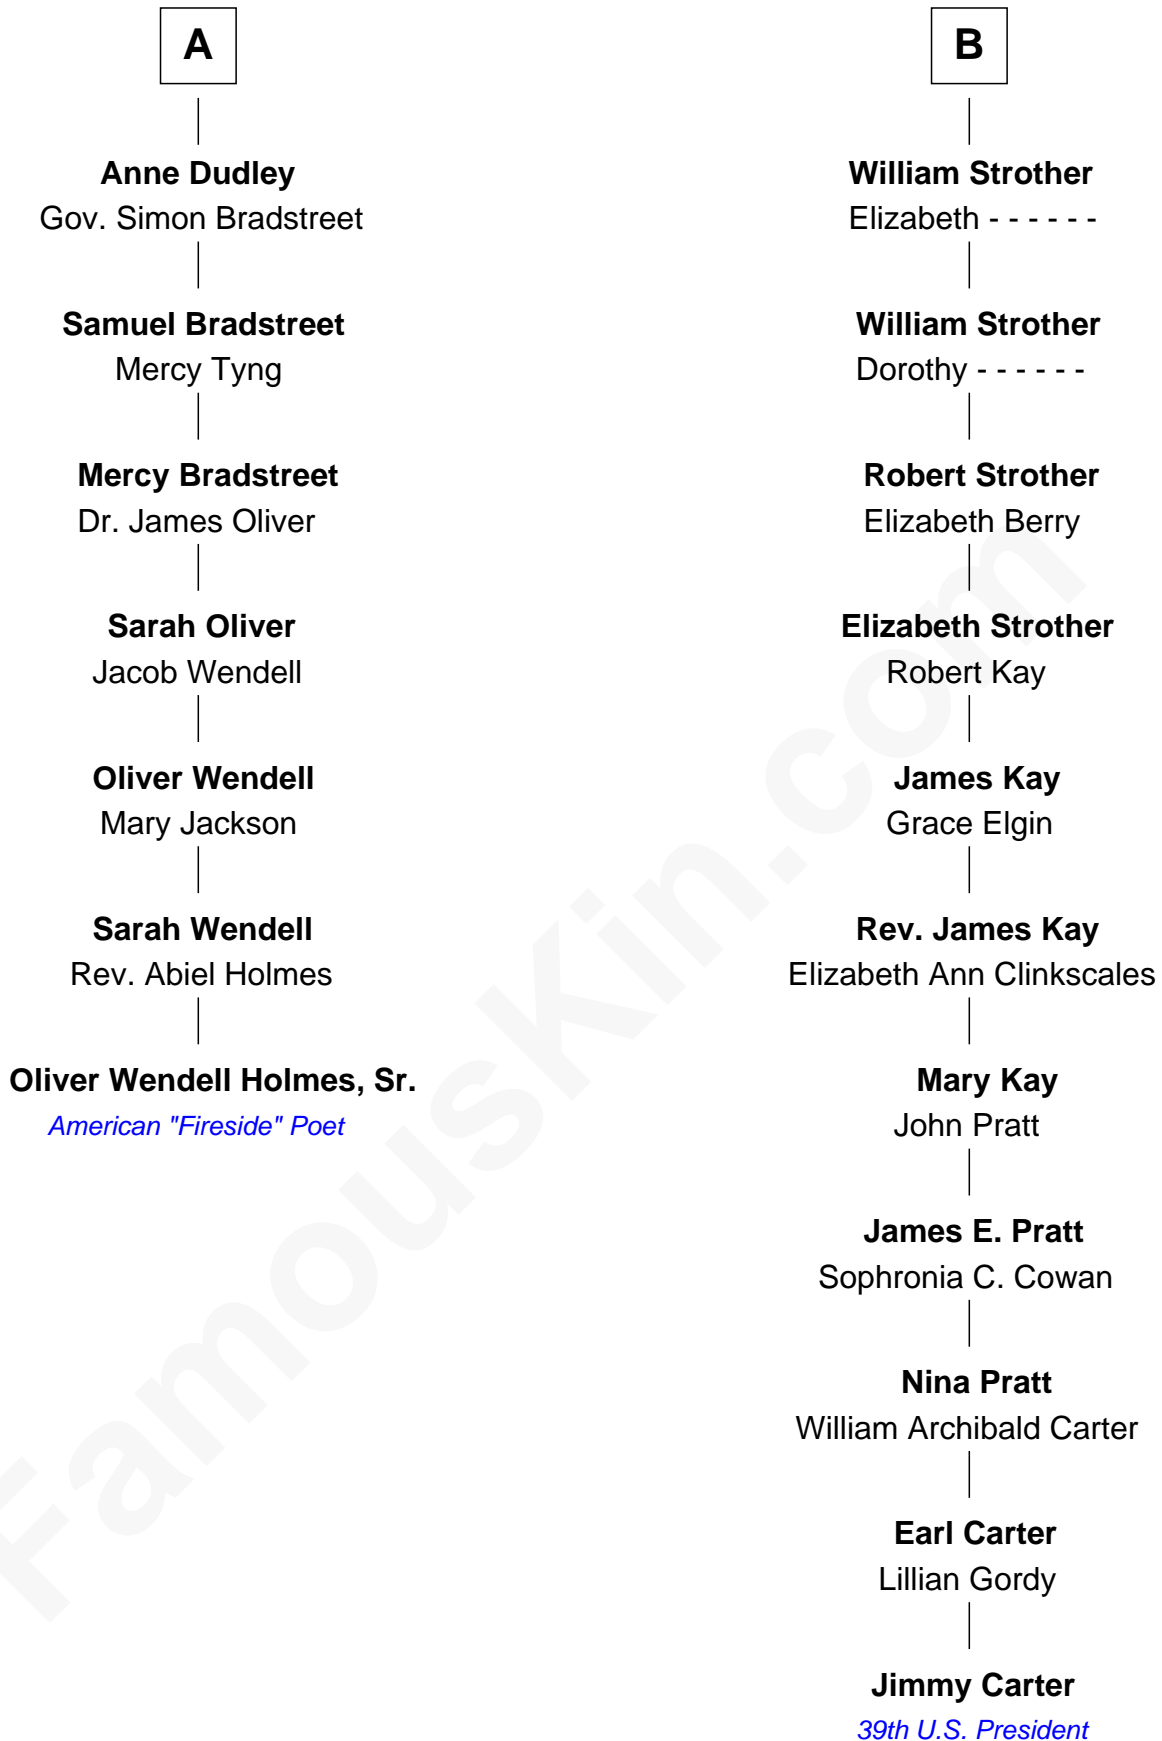 A
Anne Dudley
Gov. Simon Bradstreet
Samuel Bradstreet
Mercy Tyng
Mercy Bradstreet
Dr. James Oliver
Sarah Oliver
Jacob Wendell
Oliver Wendell
Mary Jackson
Sarah Wendell
Rev. Abiel Holmes
Oliver Wendell Holmes, Sr.
American "Fireside" Poet
B
William Strother
Elizabeth - - - - - -
William Strother
Dorothy - - - - - -
Robert Strother
Elizabeth Berry
Elizabeth Strother
Robert Kay
James Kay
Grace Elgin
Rev. James Kay
Elizabeth Ann Clinkscales
Mary Kay
John Pratt
James E. Pratt
Sophronia C. Cowan
Nina Pratt
William Archibald Carter
Earl Carter
Lillian Gordy
Jimmy Carter
39th U.S. President
FamousKin.com